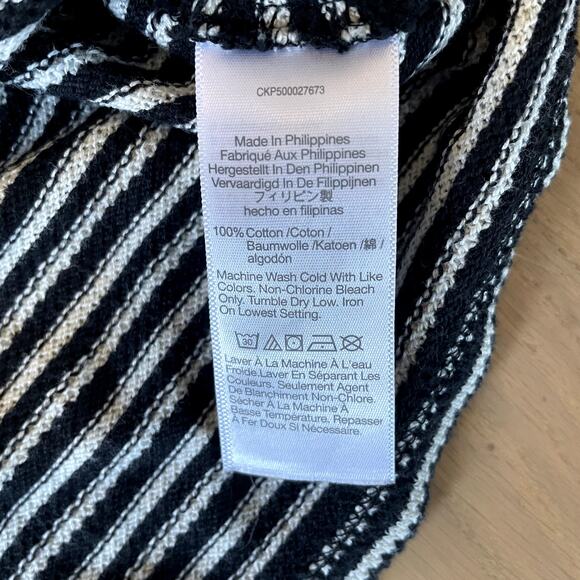 CKP500027673
Made In Philippines
Fabriqué Aux Philippines
Hergestellt In Den Philippinen
Vervaardigd In De Filippijnen
フィリピン製
hecho en filipinas
100% Cotton /Coton /
Baumwolle /Katoen /綿 /
algodón
Machine Wash Cold With Like
Colors. Non-Chlorine Bleach
Only. Tumble Dry Low. Iron
On Lowest Setting.
30
Laver À La Machine À L'eau
Froide.Laver En Séparant Les
Couleurs. Seulement Agent
De Blanchiment Non-Chlore.
Sécher À La Machine À
Basse Température. Repasser
À Fer Doux Si Nécessaire.